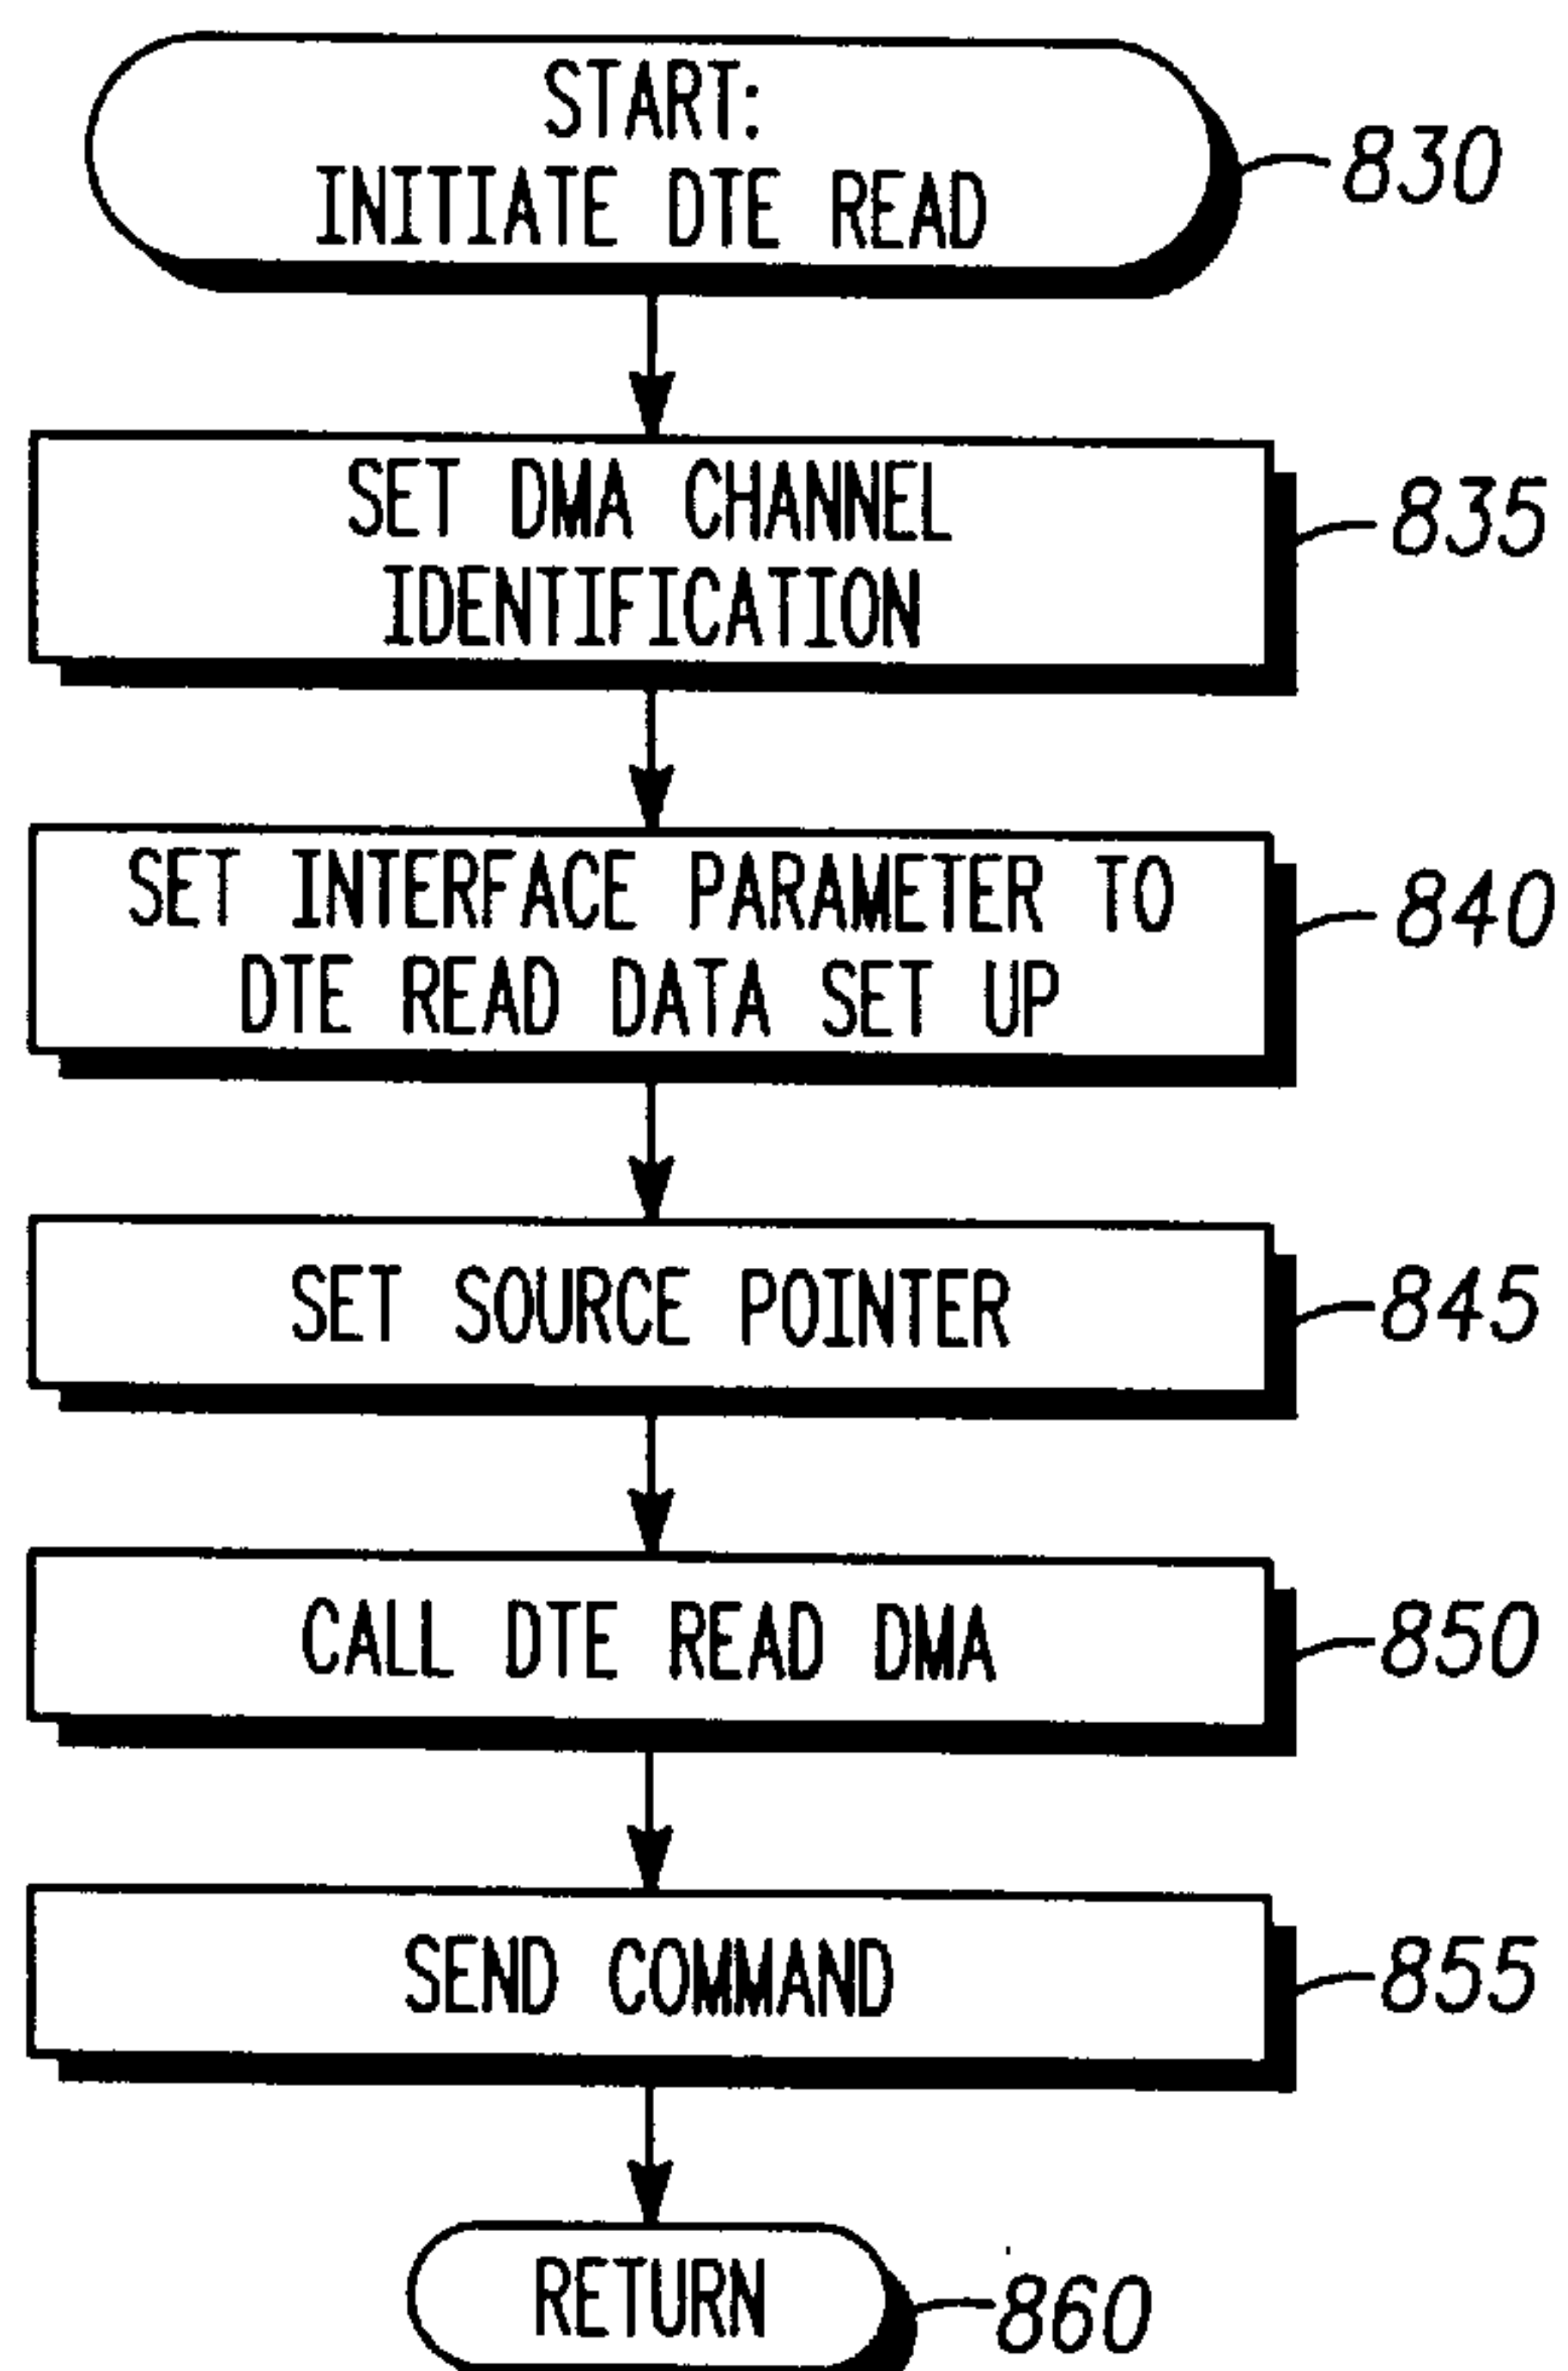 START:
INITIATE DTE READ
830
SET DMA CHANNEL
IDENTIFICATION
835
SET INTERFACE PARAMETER TO
DTE READ DATA SET UP
840
SET SOURCE POINTER
845
CALL DTE READ DMA
850
SEND COMMAND
855
RETURN
860